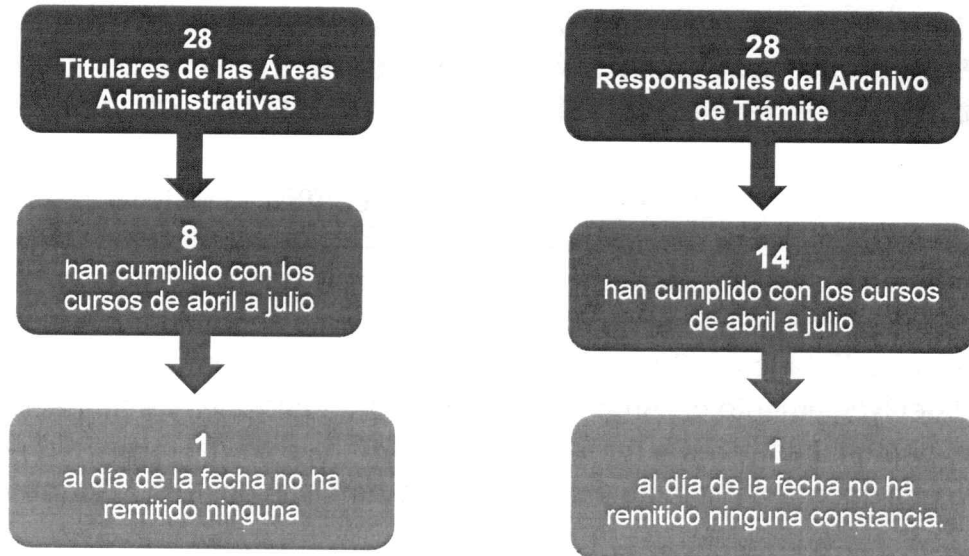 28
Titulares de las Áreas
Administrativas
8
han cumplido con los
cursos de abril a julio
1
al día de la fecha no ha
remitido ninguna
28
Responsables del Archivo
de Trámite
14
han cumplido con los cursos
de abril a julio
1
al día de la fecha no ha
remitido ninguna constancia.